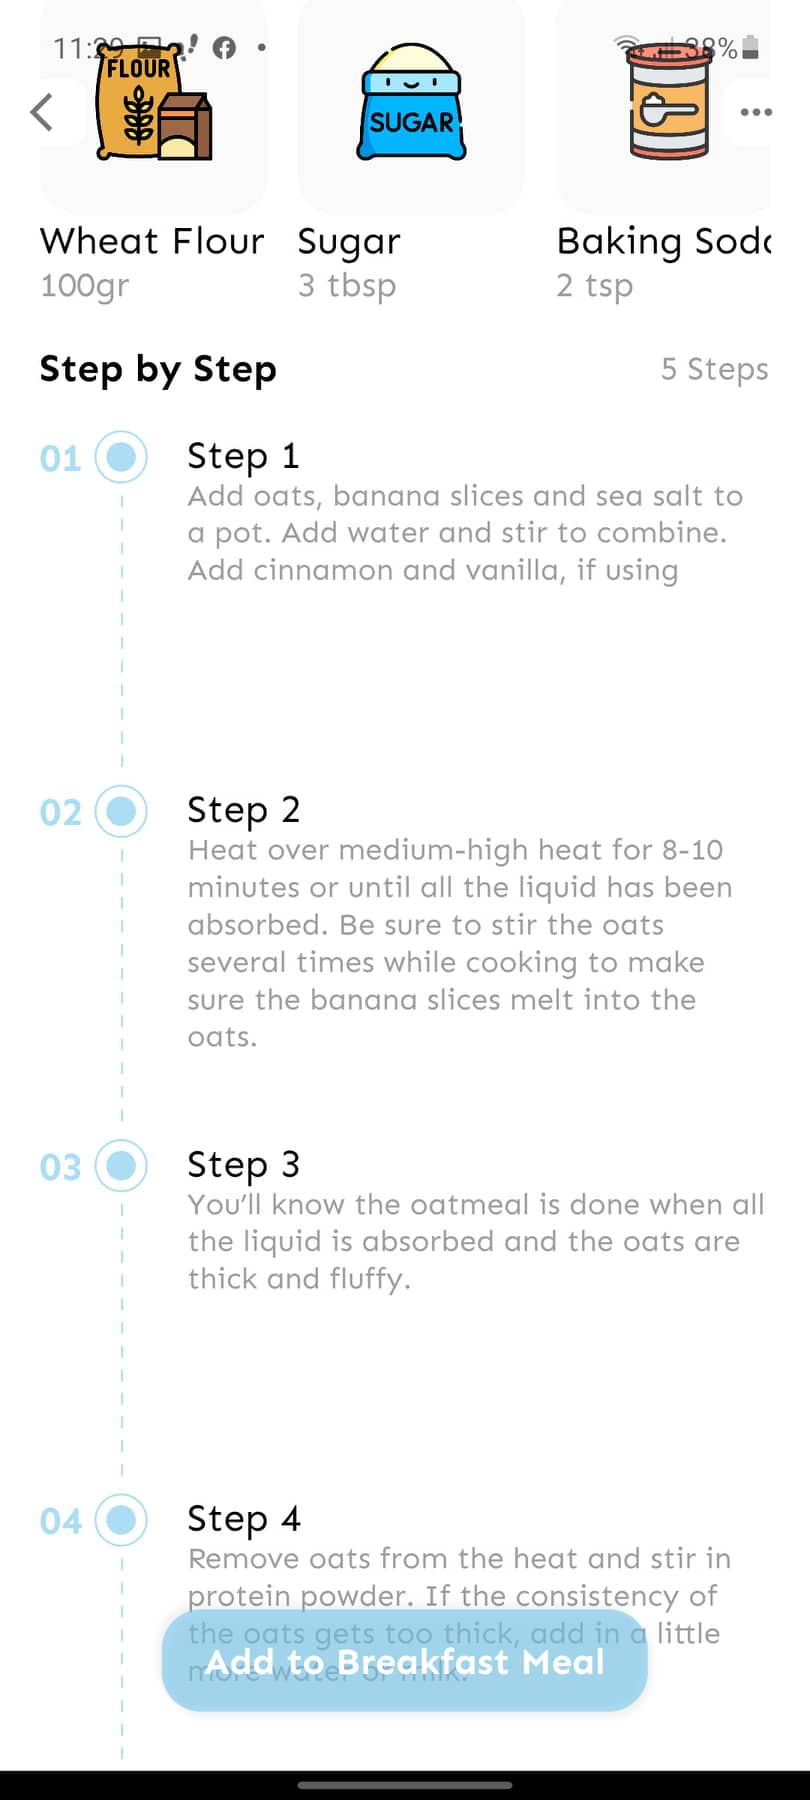 11:29
38%
FLOUR
SUGAR
Wheat Flour Sugar Baking Soda
100gr 3 tbsp 2 tsp
Step by Step 5 Steps
01 Step 1
Add oats, banana slices and sea salt to
a pot. Add water and stir to combine.
Add cinnamon and vanilla, if using
02 Step 2
Heat over medium-high heat for 8-10
minutes or until all the liquid has been
absorbed. Be sure to stir the oats
several times while cooking to make
sure the banana slices melt into the
oats.
03 Step 3
You’ll know the oatmeal is done when all
the liquid is absorbed and the oats are
thick and fluffy.
04 Step 4
Remove oats from the heat and stir in
protein powder. If the consistency of
the oats gets too thick, add in a little
more water or milk.
Add to Breakfast Meal